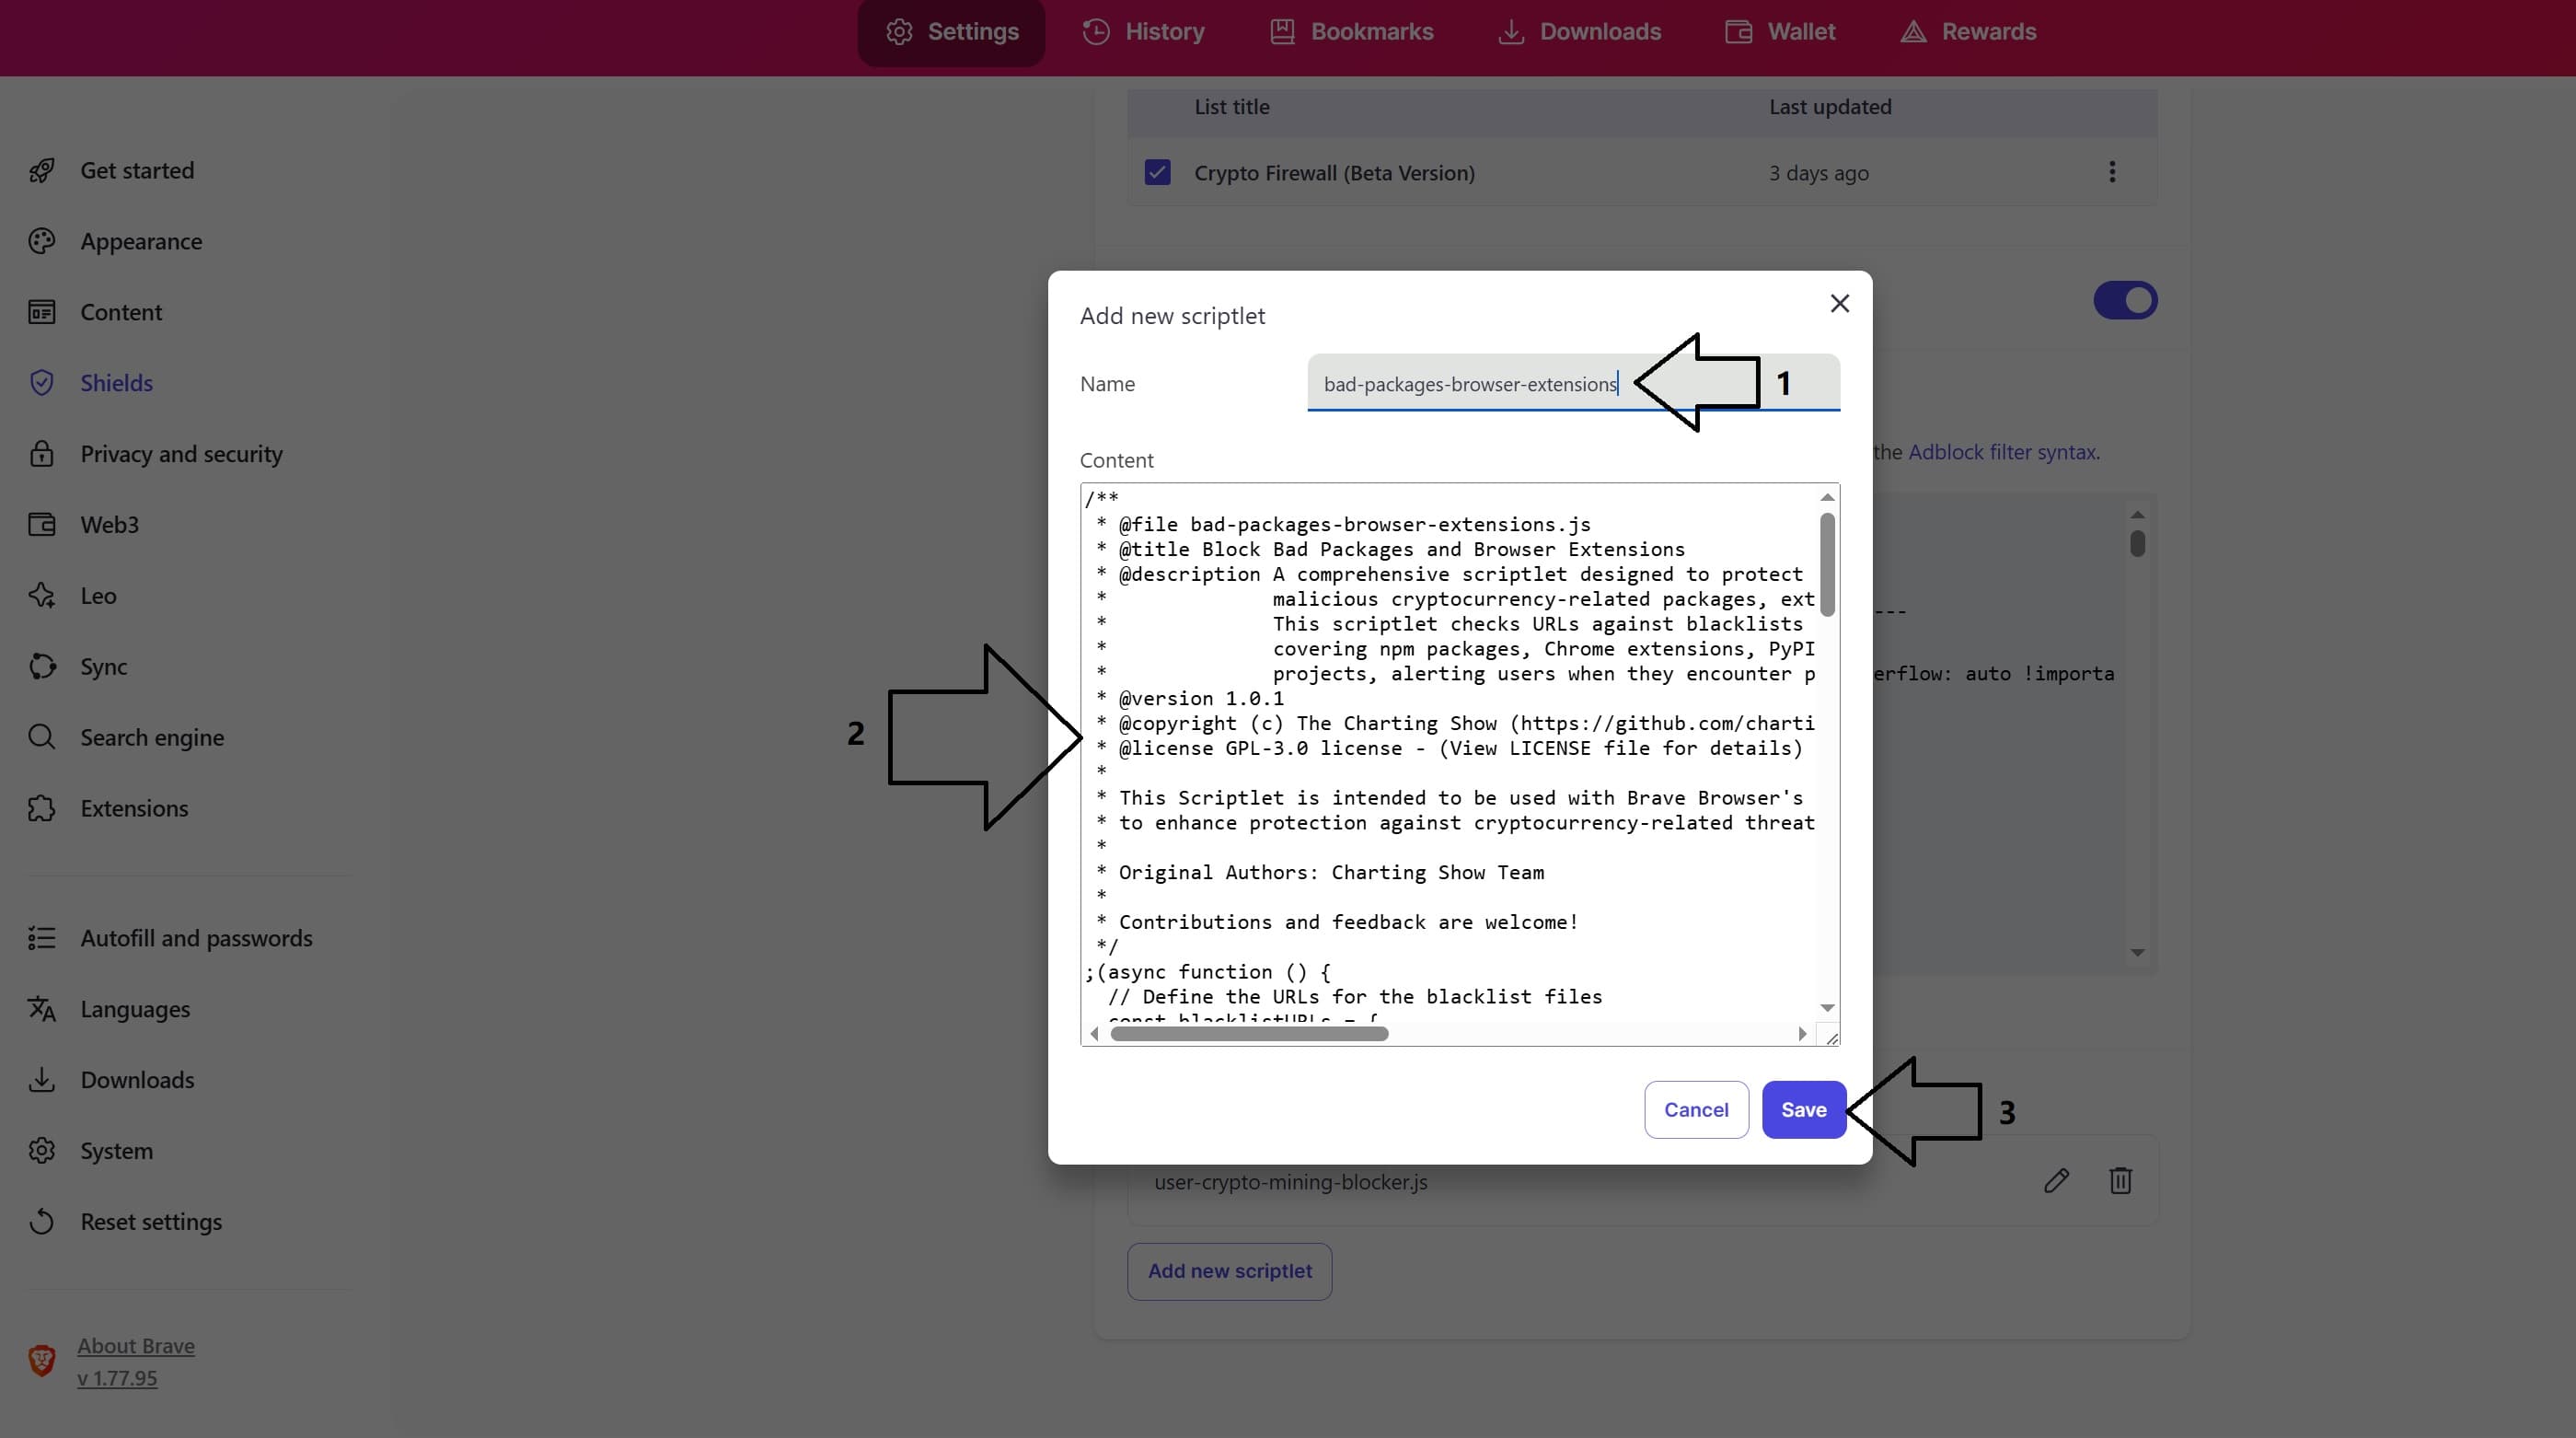 Settings
History
Bookmarks
Downloads
Wallet
Rewards
Get started
Appearance
Content
Shields
Privacy and security
Web3
Leo
Sync
Search engine
Extensions
Autofill and passwords
Languages
Downloads
System
Reset settings
About Brave
v 1.77.95
List title Last updated
Crypto Firewall (Beta Version) 3 days ago
the Adblock filter syntax.
---
erflow: auto !importa
Add new scriptlet
Name bad-packages-browser-extensions 1
Content
/**
* @file bad-packages-browser-extensions.js
* @title Block Bad Packages and Browser Extensions
* @description A comprehensive scriptlet designed to protect
* malicious cryptocurrency-related packages, ext
* This scriptlet checks URLs against blacklists
* covering npm packages, Chrome extensions, PyPI
* projects, alerting users when they encounter p
* @version 1.0.1
* @copyright (c) The Charting Show (https://github.com/charti
* @license GPL-3.0 license - (View LICENSE file for details)
*
* This Scriptlet is intended to be used with Brave Browser's
* to enhance protection against cryptocurrency-related threat
*
* Original Authors: Charting Show Team
*
* Contributions and feedback are welcome!
*/
;(async function () {
// Define the URLs for the blacklist files
const blacklistURLs = {
2
Cancel
Save
3
user-crypto-mining-blocker.js
Add new scriptlet